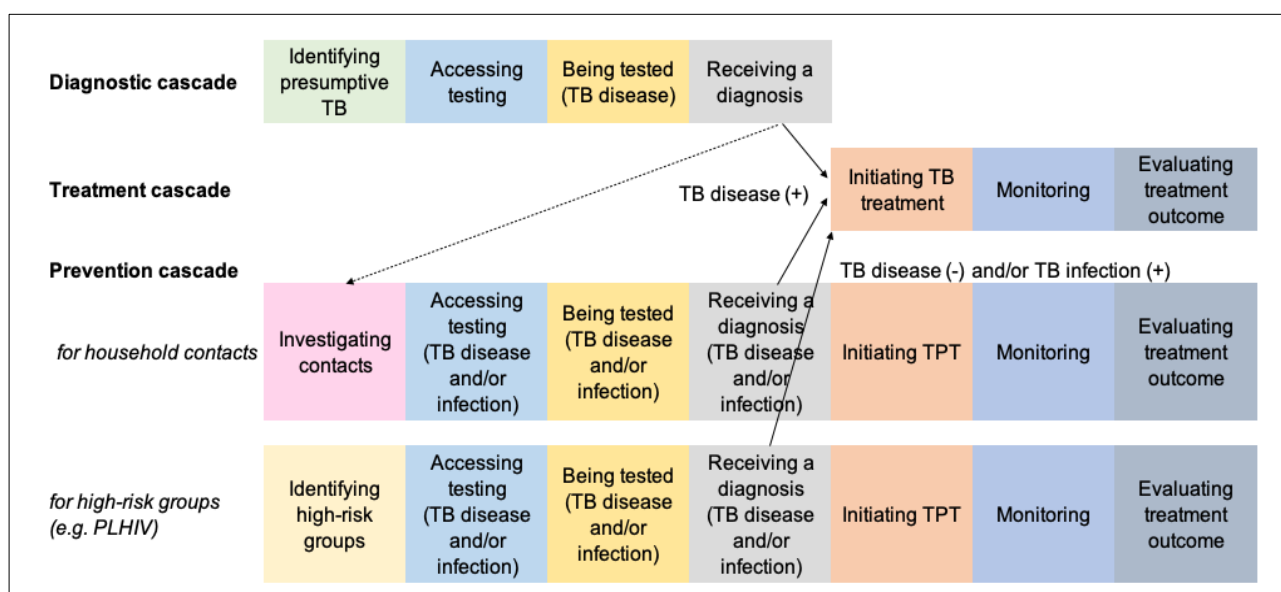 Diagnostic cascade
Identifying
presumptive
TB
Accessing
testing
Being tested
(TB disease)
Receiving a
diagnosis
Treatment cascade
TB disease (+)
Initiating TB
treatment
Monitoring
Evaluating
treatment
outcome
Prevention cascade
TB disease (-) and/or TB infection (+)
for household contacts
Investigating
contacts
Accessing
testing
(TB disease
and/or
infection)
Being tested
(TB disease
and/or
infection)
Receiving a
diagnosis
(TB disease
and/or
infection)
Initiating TPT
Monitoring
Evaluating
treatment
outcome
for high-risk groups
(e.g. PLHIV)
Identifying
high-risk
groups
Accessing
testing
(TB disease
and/or
infection)
Being tested
(TB disease
and/or
infection)
Receiving a
diagnosis
(TB disease
and/or
infection)
Initiating TPT
Monitoring
Evaluating
treatment
outcome